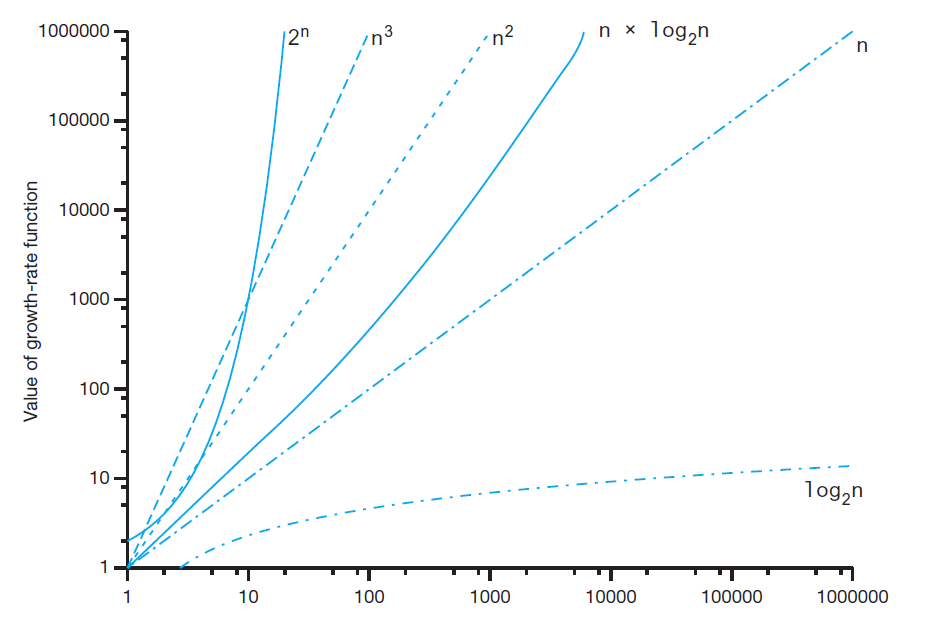 1000000
2ⁿ
n³
n²
n × log₂n
n
100000
10000
1000
100
10
1
Value of growth-rate function
log₂n
1 10 100 1000 10000 100000 1000000